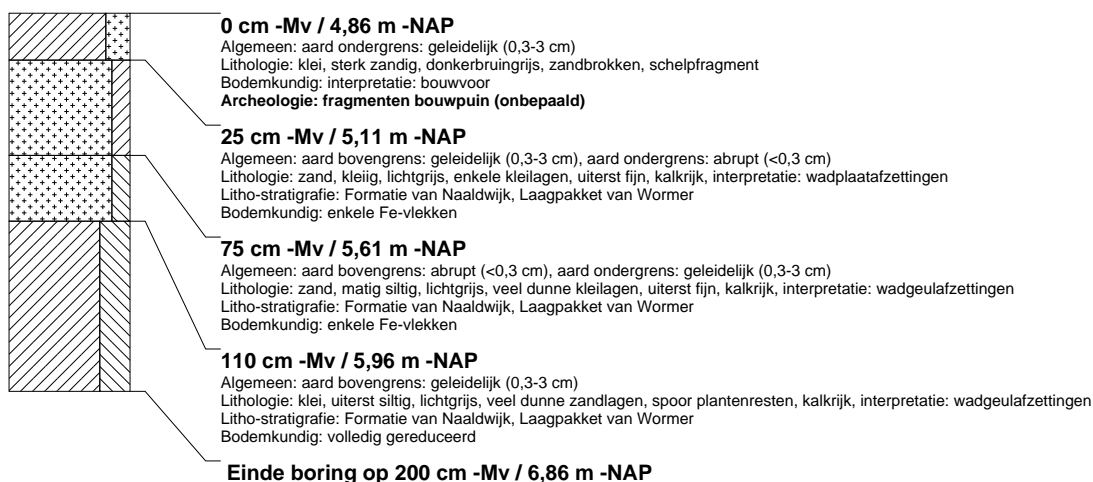 0 cm -Mv / 4,86 m -NAP
Algemeen: aard ondergrens: geleidelijk (0,3-3 cm)
Lithologie: klei, sterk zandig, donkerbruingrijs, zandbrokken, schelpfragment
Bodemkundig: interpretatie: bouwvoor
Archeologie: fragmenten bouwpuin (onbepaald)
25 cm -Mv / 5,11 m -NAP
Algemeen: aard bovengrens: geleidelijk (0,3-3 cm), aard ondergrens: abrupt (<0,3 cm)
Lithologie: zand, kleiig, lichtgrijs, enkele kleilagen, uiterst fijn, kalkrijk, interpretatie: wadplaatafzettingen
Litho-stratigrafie: Formatie van Naaldwijk, Laagpakket van Wormer
Bodemkundig: enkele Fe-vlekken
75 cm -Mv / 5,61 m -NAP
Algemeen: aard bovengrens: abrupt (<0,3 cm), aard ondergrens: geleidelijk (0,3-3 cm)
Lithologie: zand, matig siltig, lichtgrijs, veel dunne kleilagen, uiterst fijn, kalkrijk, interpretatie: wadgeulafzettingen
Litho-stratigrafie: Formatie van Naaldwijk, Laagpakket van Wormer
Bodemkundig: enkele Fe-vlekken
110 cm -Mv / 5,96 m -NAP
Algemeen: aard bovengrens: geleidelijk (0,3-3 cm)
Lithologie: klei, uiterst siltig, lichtgrijs, veel dunne zandlagen, spoor plantenresten, kalkrijk, interpretatie: wadgeulafzettingen
Litho-stratigrafie: Formatie van Naaldwijk, Laagpakket van Wormer
Bodemkundig: volledig gereduceerd
Einde boring op 200 cm -Mv / 6,86 m -NAP